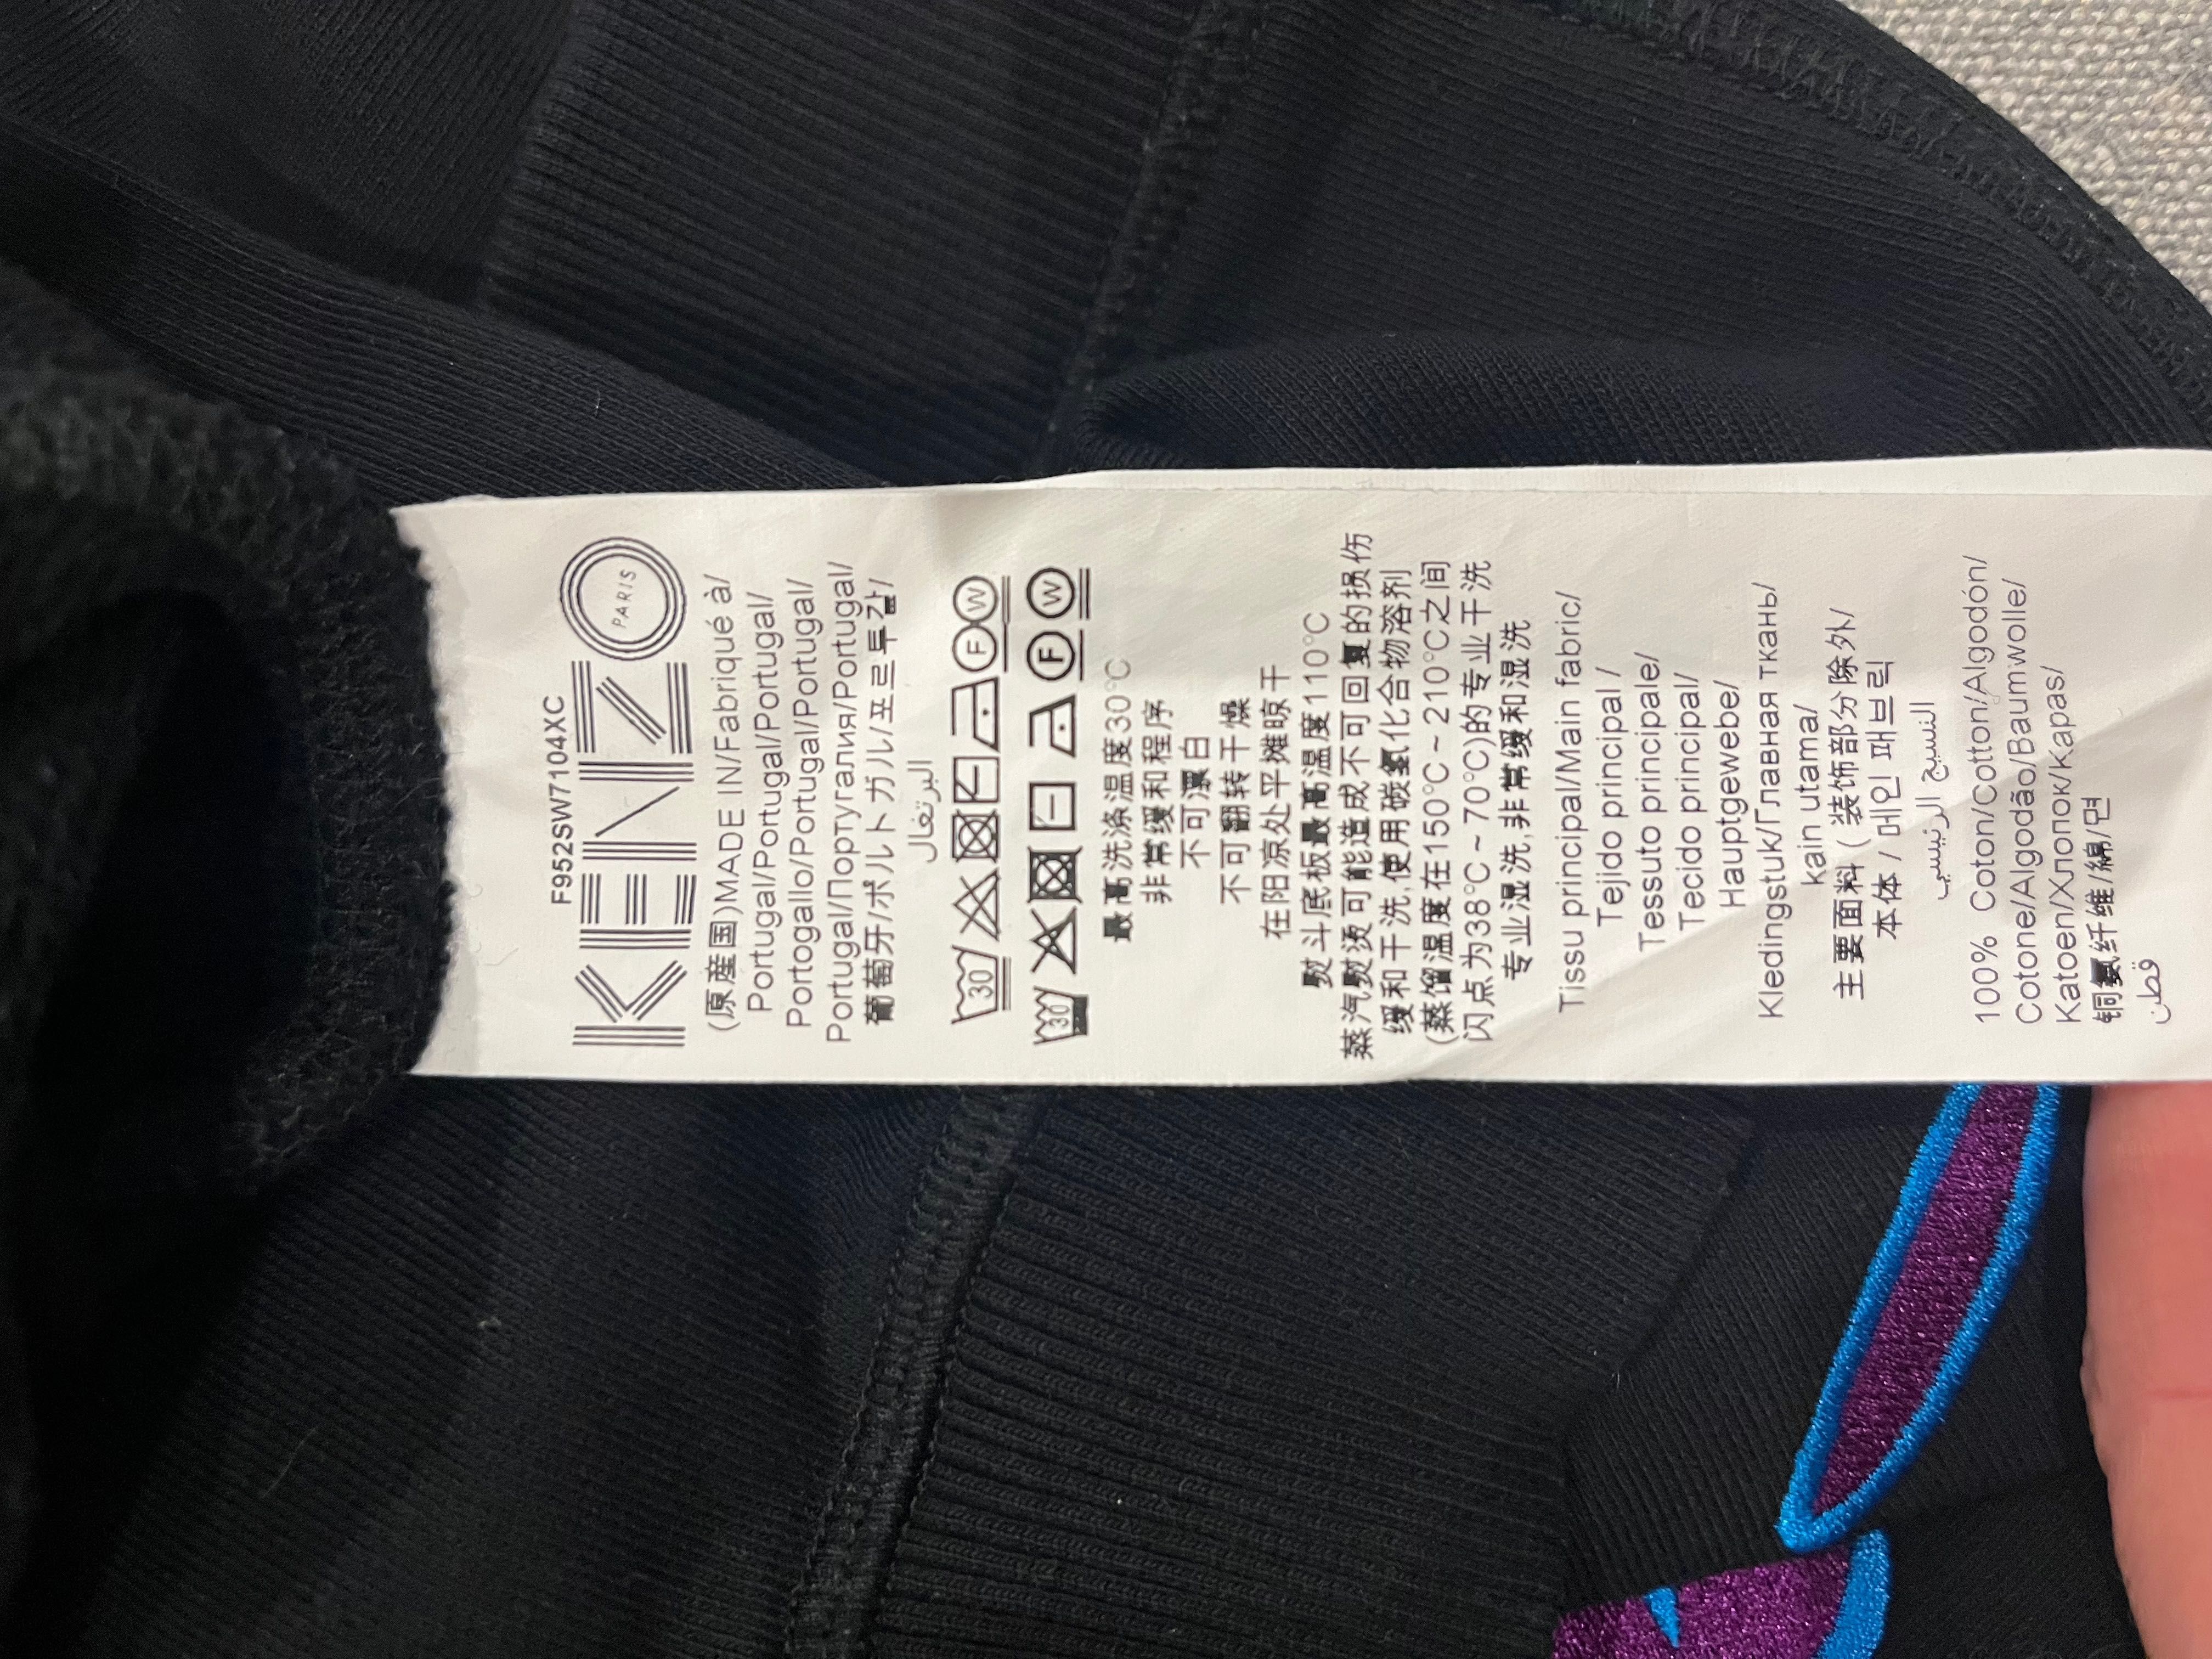 F952SW7104XC
KENZO
PARIS
(原産国)MADE IN/Fabriqué à/
Portugal/Portugal/Portugal/
Portogallo/Portugal/Portugal/
Portugal/Португалия/Portugal/
葡萄牙/ポルトガル/포르투갈/
البرتغال
30 F W
30 F W
最高洗涤温度30°C
非常缓和程序
不可漂白
不可翻转干燥
在阳凉处平摊晾干
熨斗底板最高温度110°C
蒸汽熨烫可能造成不可回复的损伤
缓和干洗,使用碳氢化合物溶剂
(蒸馏温度在150°C~210°C之间
闪点为38°C~70°C)的专业干洗
专业湿洗,非常缓和湿洗
Tissu principal/Main fabric/
Tejido principal /
Tessuto principale/
Tecido principal/
Hauptgewebe/
Kledingstuk/Главная ткань/
kain utama/
主要面料 ( 装饰部分除外/
本体 / 메인 패브릭
النسيج الرئيسي
100% Coton/Cotton/Algodón/
Cotone/Algodão/Baumwolle/
Katoen/Хлопок/Kapas/
铜氨纤维/綿/면
قطن